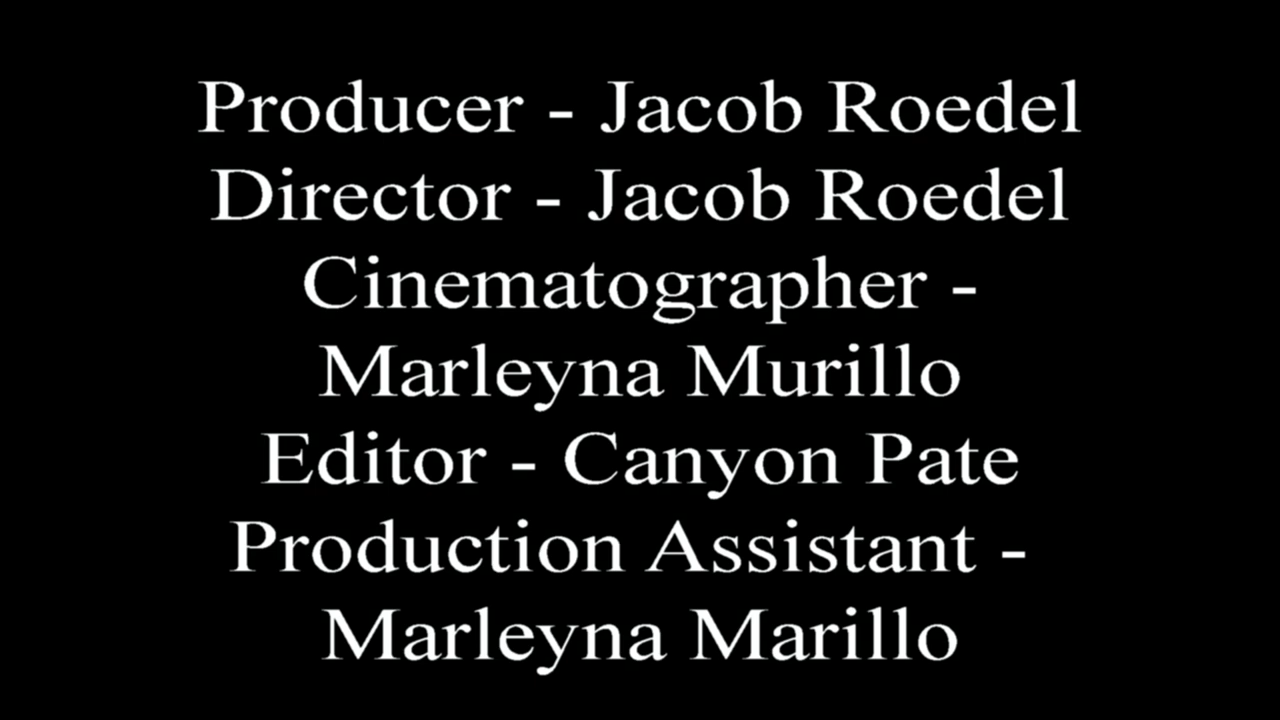 Producer - Jacob Roedel
Director - Jacob Roedel
Cinematographer -
Marleyna Murillo
Editor - Canyon Pate
Production Assistant -
Marleyna Marillo